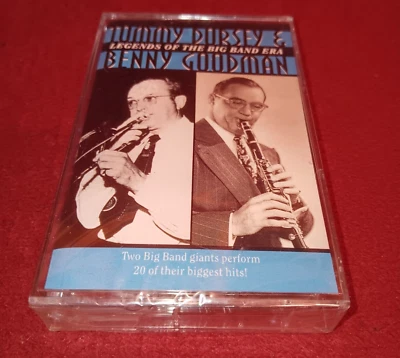 TOMMY DORSEY &
LEGENDS OF THE BIG BAND ERA
BENNY GOODMAN
Two Big Band giants perform
20 of their biggest hits!